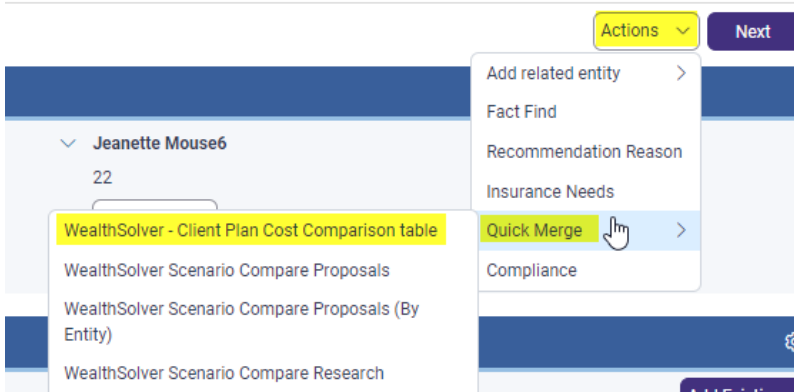 Actions
Next
Add related entity
Fact Find
Jeanette Mouse6
Recommendation Reason
22
Insurance Needs
WealthSolver - Client Plan Cost Comparison table
Quick Merge
WealthSolver Scenario Compare Proposals
Compliance
WealthSolver Scenario Compare Proposals (By
Entity)
WealthSolver Scenario Compare Research